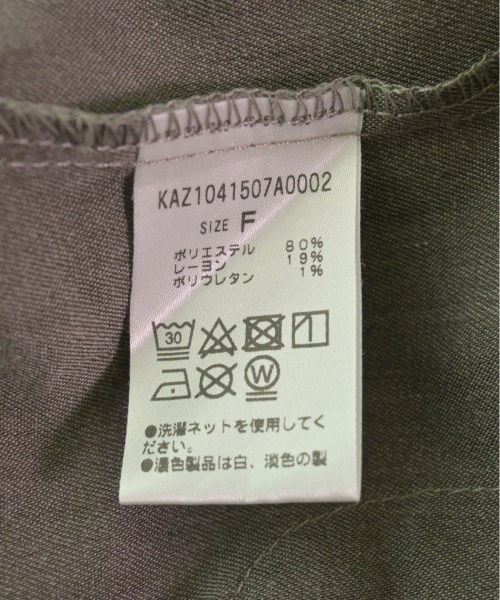 KAZ1041507A0002
SIZE F
ポリエステル 80%
レーヨン 19%
ポリウレタン 1%
30
W
●洗濯ネットを使用してく
ださい。
●濃色製品は白、淡色の製